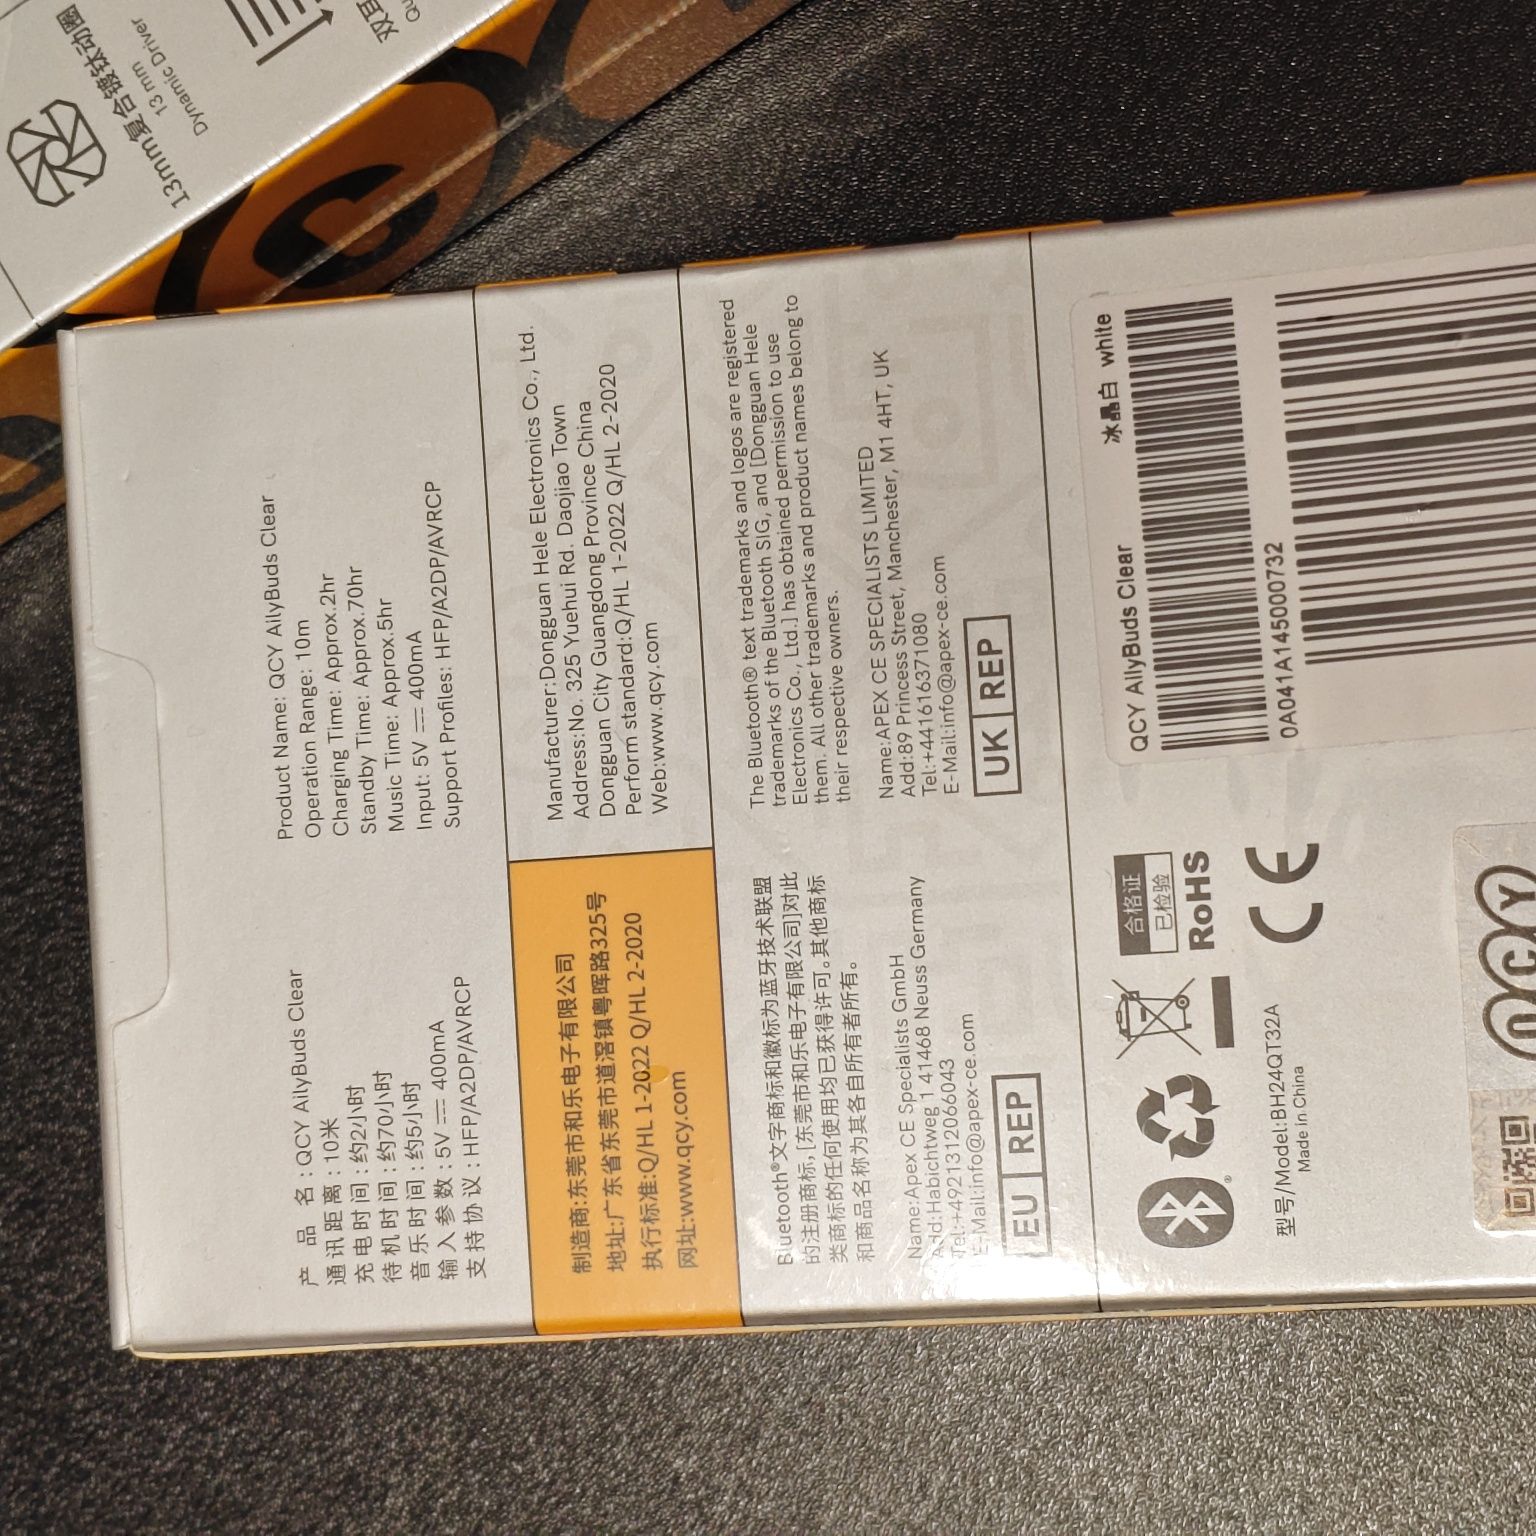 13mm复合镀钛动圈
13 mm
Dynamic Driver
双耳
Qu
产品名:QCY AilyBuds Clear
通讯距离:10米
充电时间:约2小时
待机时间:约70小时
音乐时间:约5小时
输入参数:5V ⎓ 400mA
支持协议:HFP/A2DP/AVRCP
Product Name: QCY AilyBuds Clear
Operation Range: 10m
Charging Time: Approx.2hr
Standby Time: Approx.70hr
Music Time: Approx.5hr
Input: 5V ⎓ 400mA
Support Profiles: HFP/A2DP/AVRCP
制造商:东莞市和乐电子有限公司
地址:广东省东莞市道滘镇粤晖路325号
执行标准:Q/HL 1-2022 Q/HL 2-2020
网址:www.qcy.com
Manufacturer:Dongguan Hele Electronics Co., Ltd.
Address:No. 325 Yuehui Rd. Daojiao Town
Dongguan City Guangdong Province China
Perform standard:Q/HL 1-2022 Q/HL 2-2020
Web:www.qcy.com
Bluetooth®文字商标和徽标为蓝牙技术联盟
的注册商标,[东莞市和乐电子有限公司]对此
类商标的任何使用均已获得许可。其他商标
和商品名称为其各自所有者所有。
Name:Apex CE Specialists GmbH
Add:Habichtweg 1 41468 Neuss Germany
Tel:+4921312066043
E-Mail:info@apex-ce.com
EU REP
The Bluetooth® text trademarks and logos are registered
trademarks of the Bluetooth SIG, and [Dongguan Hele
Electronics Co., Ltd.] has obtained permission to use
them. All other trademarks and product names belong to
their respective owners.
Name:APEX CE SPECIALISTS LIMITED
Add:89 Princess Street, Manchester, M1 4HT, UK
Tel:+441616371080
E-Mail:info@apex-ce.com
UK REP
合格证
已检验
RoHS
CE
型号/Model:BH24QT32A
Made in China
QCY AilyBuds Clear 冰晶白 white
0A041A145000732
QCY